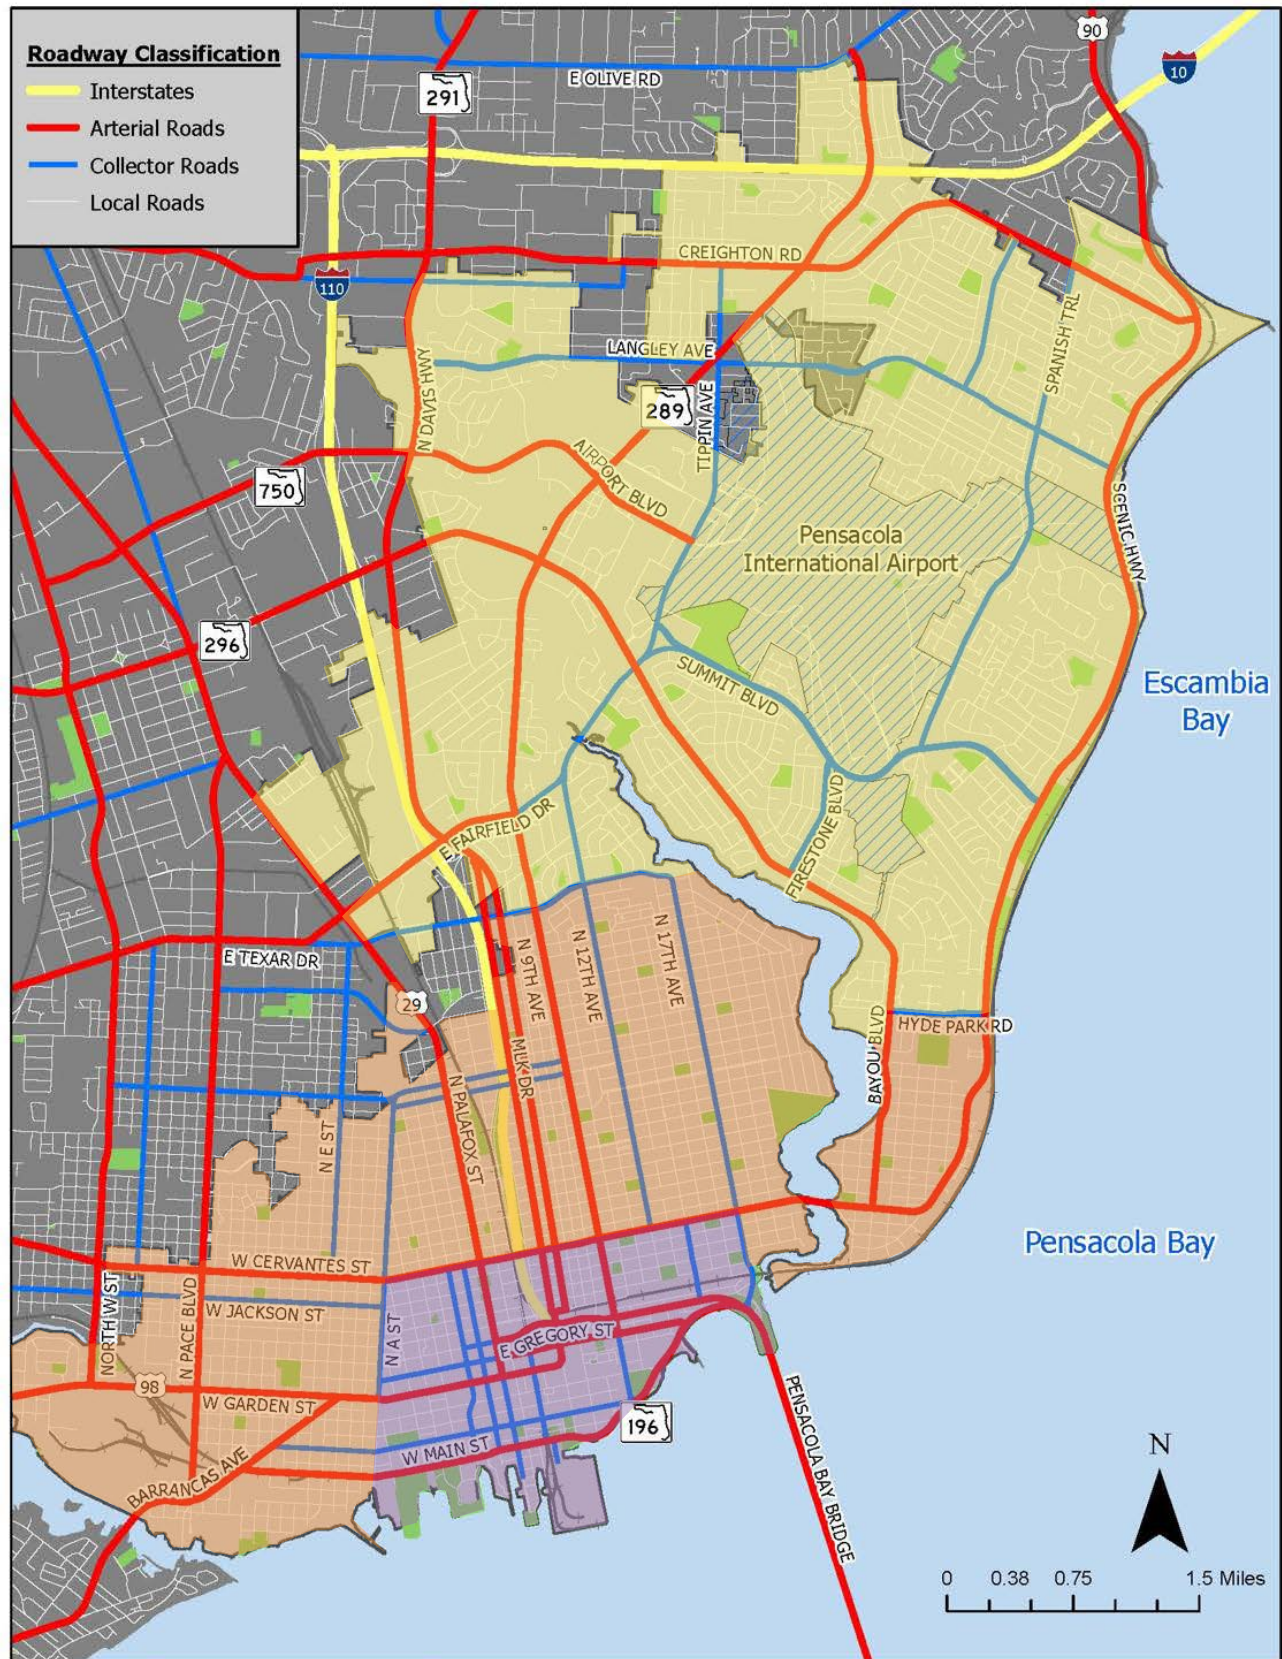 Roadway Classification
Interstates
Arterial Roads
Collector Roads
Local Roads
90
10
E OLIVE RD
291
CREIGHTON RD
110
LANGLEY AVE
SPANISH TRL
N DAVIS HWY
289
TIPPIN AVE
AIRPORT BLVD
750
SCENIC HWY
Pensacola
International Airport
296
SUMMIT BLVD
Escambia
Bay
FIRESTONE BLVD
E FAIRFIELD DR
E TEXAR DR
N 9TH AVE
N 12TH AVE
N 17TH AVE
29
HYDE PARK RD
BAYOU BLVD
MLK DR
N PALAFOX ST
N E ST
Pensacola Bay
W CERVANTES ST
W JACKSON ST
NORTH W ST
N PACE BLVD
N A ST
E GREGORY ST
98
W GARDEN ST
196
W MAIN ST
BARRANCAS AVE
PENSACOLA BAY BRIDGE
N
0 0.38 0.75 1.5 Miles